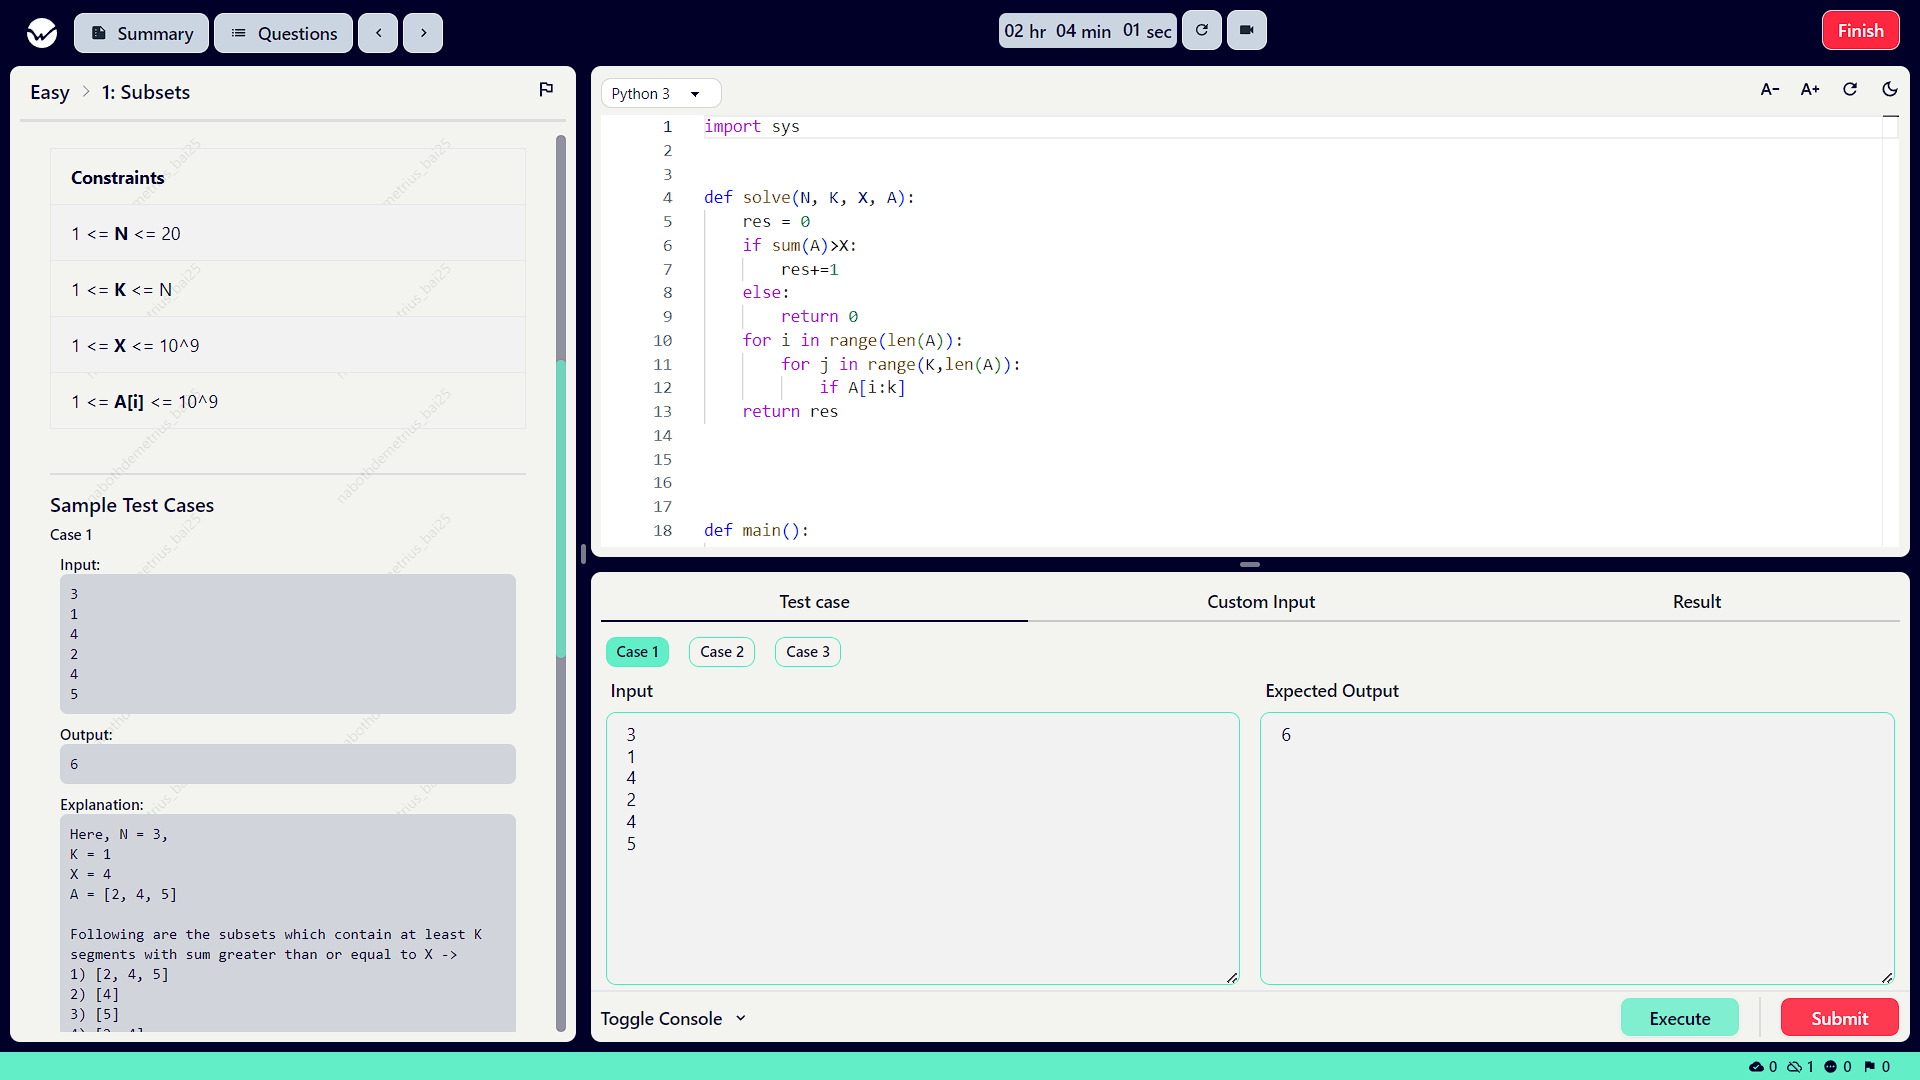 Summary
Questions
02 hr 04 min 01 sec
Finish
Easy > 1: Subsets
Constraints
1 <= N <= 20
1 <= K <= N
1 <= X <= 10^9
1 <= A[i] <= 10^9
Sample Test Cases
Case 1
Input:
3
1
4
2
4
5
Output:
6
Explanation:
Here, N = 3,
K = 1
X = 4
A = [2, 4, 5]
Following are the subsets which contain at least K
segments with sum greater than or equal to X ->
1) [2, 4, 5]
2) [4]
3) [5]
nabothdemetrius_bai25
Python 3
A-
A+
1 import sys
2
3
4 def solve(N, K, X, A):
5 res = 0
6 if sum(A)>X:
7 res+=1
8 else:
9 return 0
10 for i in range(len(A)):
11 for j in range(K,len(A)):
12 if A[i:k]
13 return res
14
15
16
17
18 def main():
Test case
Custom Input
Result
Case 1
Case 2
Case 3
Input
Expected Output
3
1
4
2
4
5
6
Toggle Console
Execute
Submit
0 1 0 0